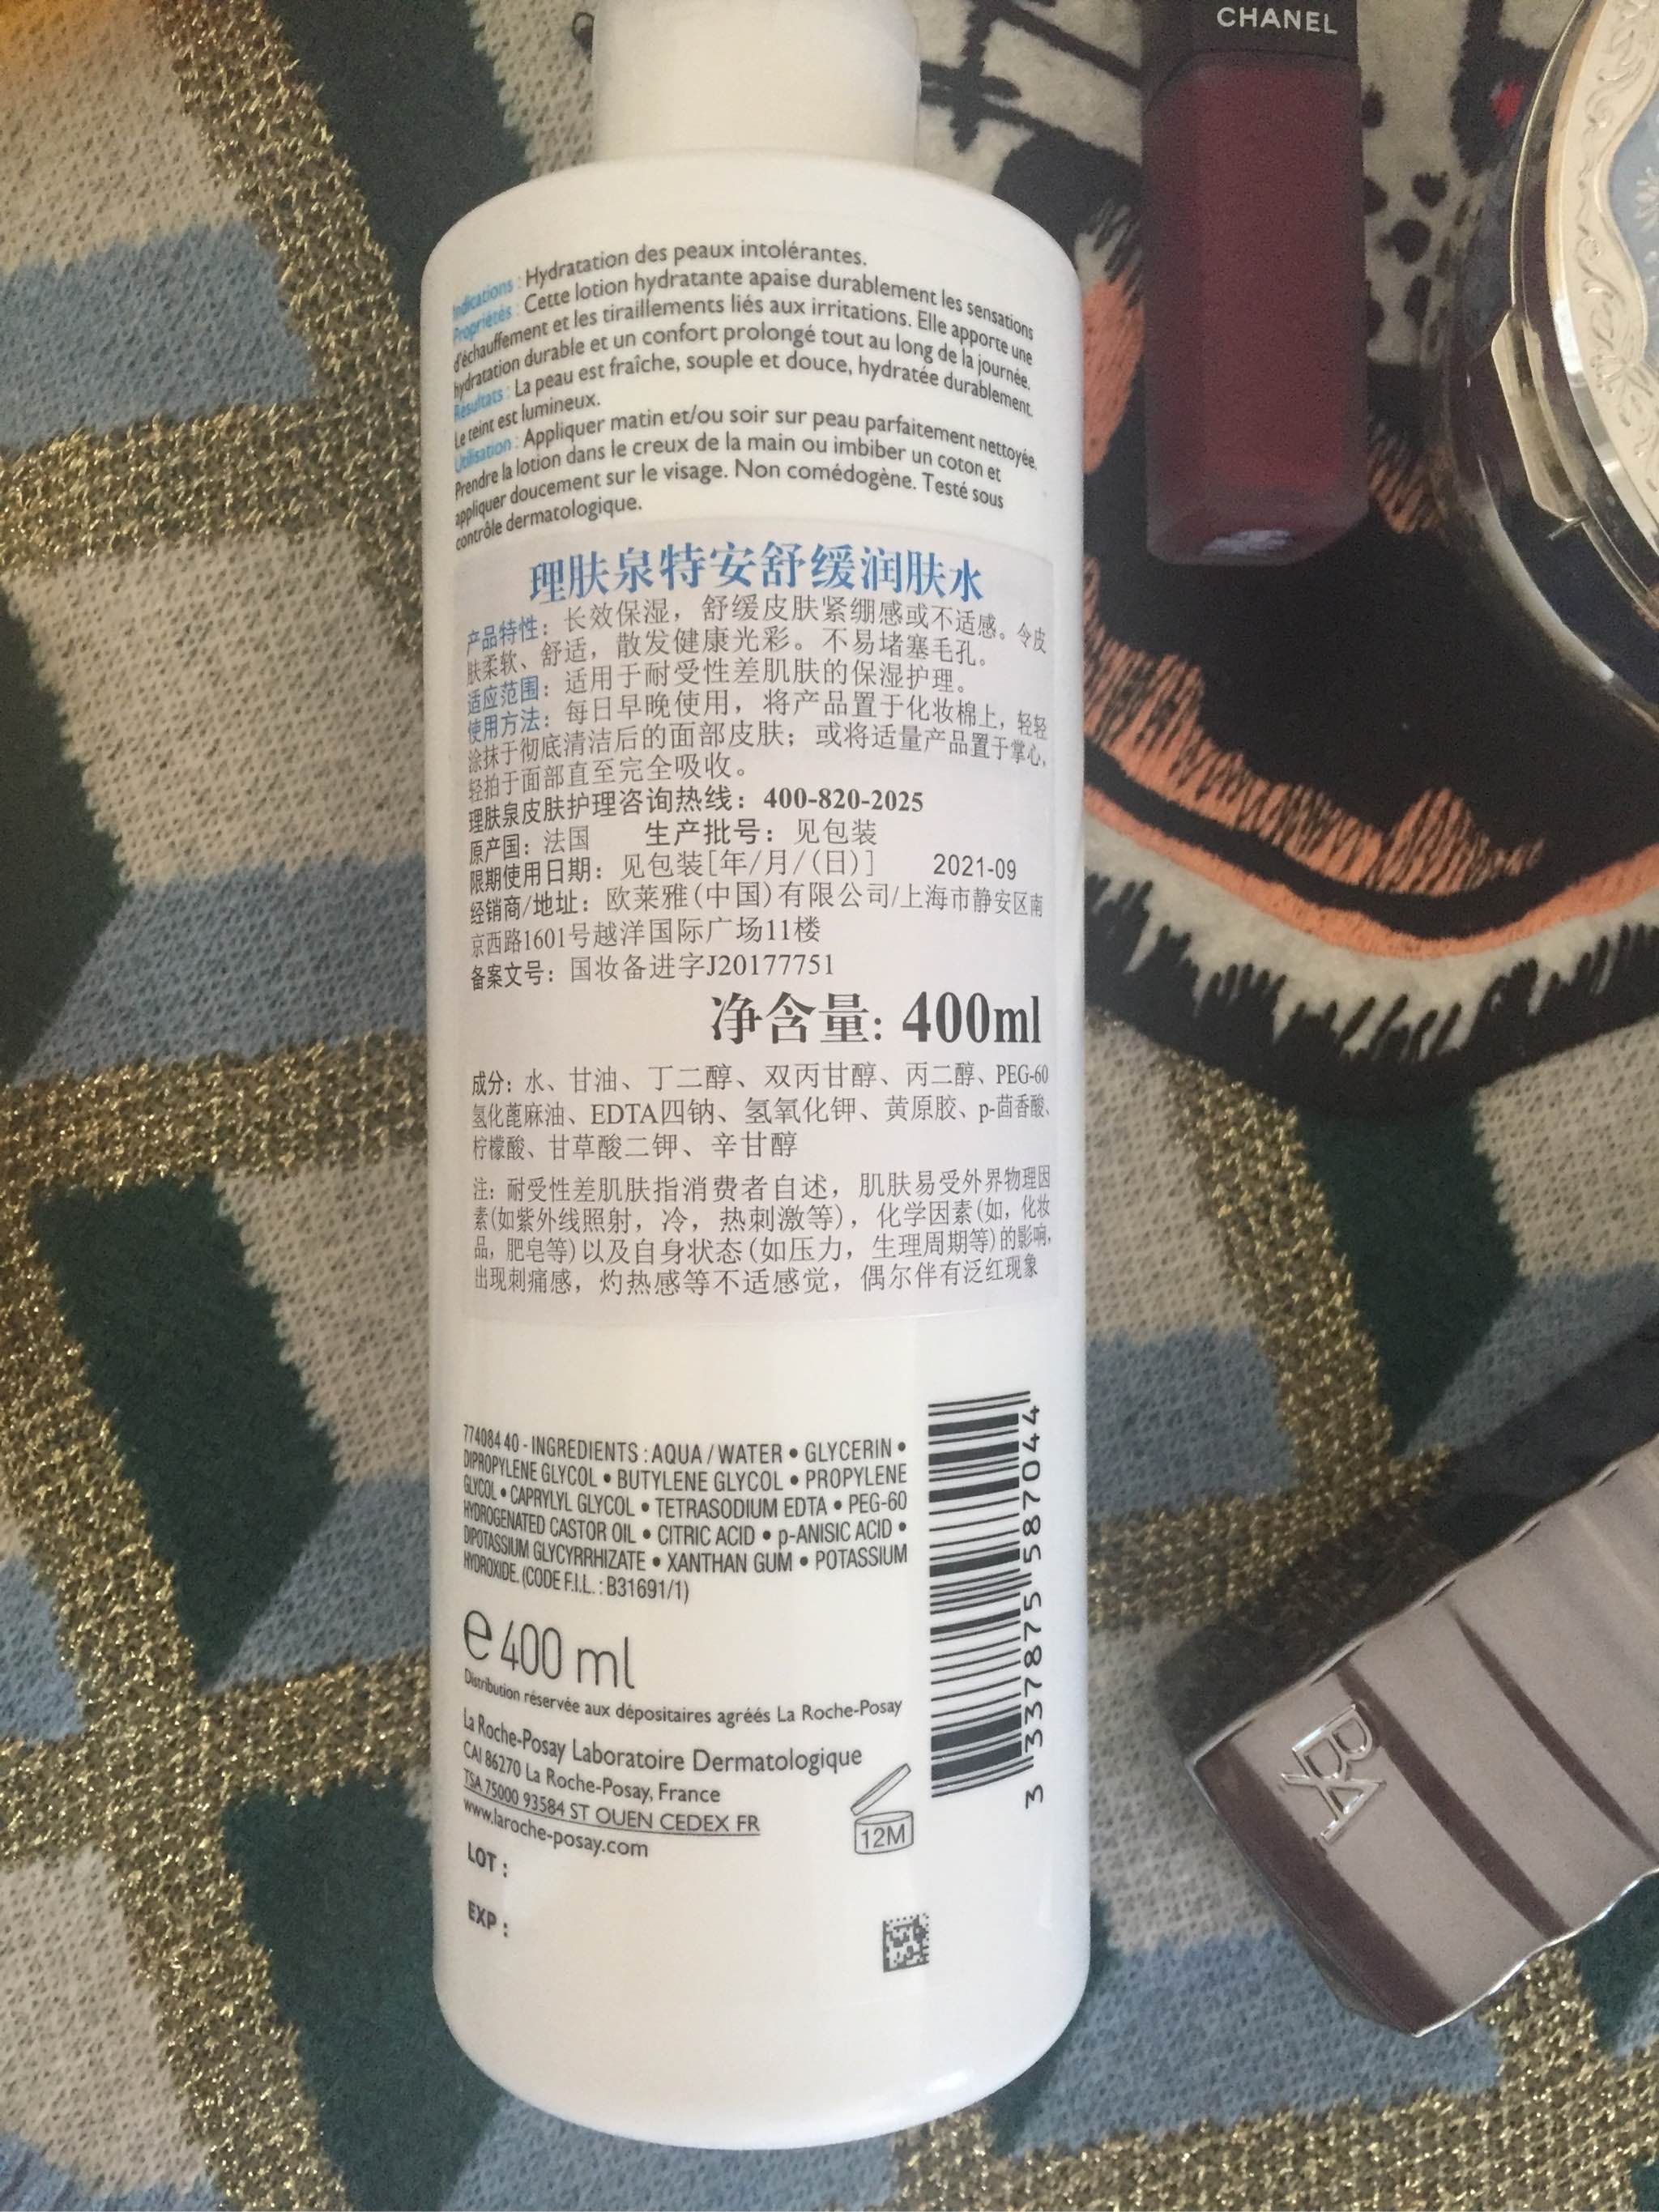 CHANEL
Indications : Hydratation des peaux intolérantes.
Propriétés : Cette lotion hydratante apaise durablement les sensations
d'échauffement et les tiraillements liés aux irritations. Elle apporte une
hydratation durable et un confort prolongé tout au long de la journée.
Résultats : La peau est fraîche, souple et douce, hydratée durablement.
Le teint est lumineux.
Utilisation : Appliquer matin et/ou soir sur peau parfaitement nettoyée.
Prendre la lotion dans le creux de la main ou imbiber un coton et
appliquer doucement sur le visage. Non comédogène. Testé sous
contrôle dermatologique.
理肤泉特安舒缓润肤水
产品特性：长效保湿，舒缓皮肤紧绷感或不适感。令皮
肤柔软、舒适，散发健康光彩。不易堵塞毛孔。
适应范围：适用于耐受性差肌肤的保湿护理。
使用方法：每日早晚使用，将产品置于化妆棉上，轻轻
涂抹于彻底清洁后的面部皮肤；或将适量产品置于掌心，
轻拍于面部直至完全吸收。
理肤泉皮肤护理咨询热线：400-820-2025
原产国：法国 生产批号：见包装
限期使用日期：见包装[年/月/(日)] 2021-09
经销商/地址：欧莱雅(中国)有限公司/上海市静安区南
京西路1601号越洋国际广场11楼
备案文号：国妆备进字J20177751
净含量：400ml
成分：水、甘油、丁二醇、双丙甘醇、丙二醇、PEG-60
氢化蓖麻油、EDTA四钠、氢氧化钾、黄原胶、p-茴香酸、
柠檬酸、甘草酸二钾、辛甘醇
注：耐受性差肌肤指消费者自述，肌肤易受外界物理因
素(如紫外线照射，冷，热刺激等)，化学因素(如，化妆
品，肥皂等)以及自身状态(如压力，生理周期等)的影响，
出现刺痛感，灼热感等不适感觉，偶尔伴有泛红现象
774084 40 - INGREDIENTS : AQUA / WATER • GLYCERIN •
DIPROPYLENE GLYCOL • BUTYLENE GLYCOL • PROPYLENE
GLYCOL • CAPRYLYL GLYCOL • TETRASODIUM EDTA • PEG-60
HYDROGENATED CASTOR OIL • CITRIC ACID • p-ANISIC ACID •
DIPOTASSIUM GLYCYRRHIZATE • XANTHAN GUM • POTASSIUM
HYDROXIDE. (CODE F.I.L. : B31691/1)
3 337875 587044
e 400 ml
Distribution réservée aux dépositaires agréés La Roche-Posay
La Roche-Posay Laboratoire Dermatologique
CAI 86270 La Roche-Posay, France
TSA 75000 93584 ST OUEN CEDEX FR
www.laroche-posay.com
12M
LOT :
EXP :
BA